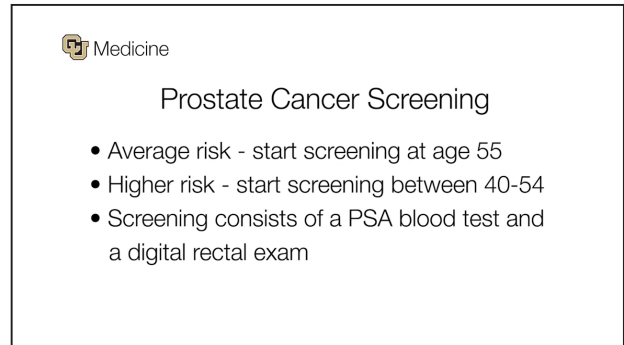 CU Medicine
Prostate Cancer Screening
• Average risk - start screening at age 55
• Higher risk - start screening between 40-54
• Screening consists of a PSA blood test and
a digital rectal exam